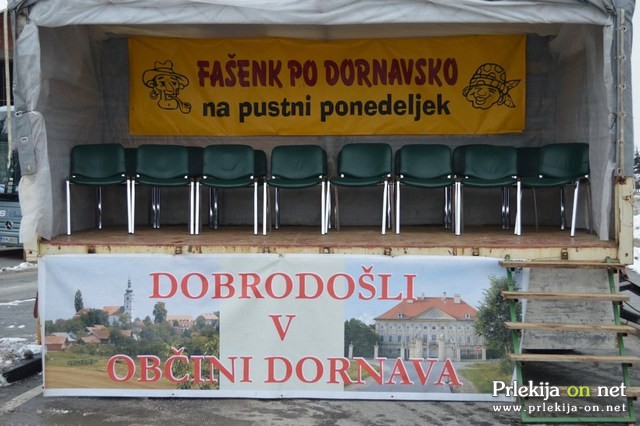 FAŠENK PO DORNAVSKO
na pustni ponedeljek
DOBRODOŠLI
V
OBČINI DORNAVA
Prlekija on net
www.prlekija-on.net